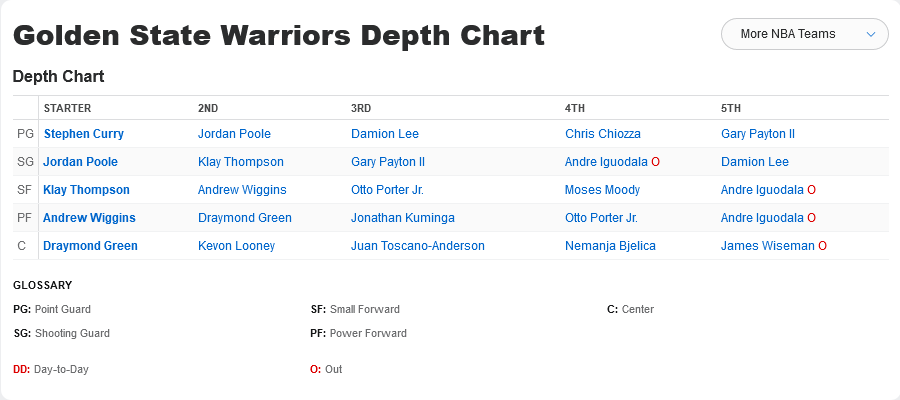 Golden State Warriors Depth Chart
More NBA Teams
Depth Chart
STARTER 2ND 3RD 4TH 5TH
PG Stephen Curry Jordan Poole Damion Lee Chris Chiozza Gary Payton II
SG Jordan Poole Klay Thompson Gary Payton II Andre Iguodala O Damion Lee
SF Klay Thompson Andrew Wiggins Otto Porter Jr. Moses Moody Andre Iguodala O
PF Andrew Wiggins Draymond Green Jonathan Kuminga Otto Porter Jr. Andre Iguodala O
C Draymond Green Kevon Looney Juan Toscano-Anderson Nemanja Bjelica James Wiseman O
GLOSSARY
PG: Point Guard SF: Small Forward C: Center
SG: Shooting Guard PF: Power Forward
DD: Day-to-Day O: Out